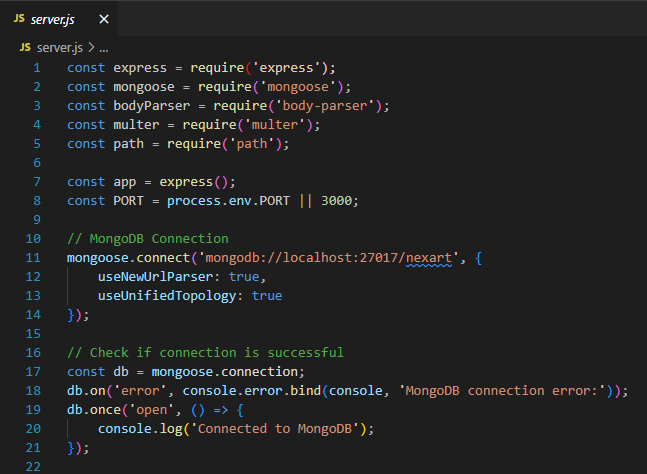 JS server.js ×
JS server.js > ...
1 const express = require('express');
2 const mongoose = require('mongoose');
3 const bodyParser = require('body-parser');
4 const multer = require('multer');
5 const path = require('path');
6
7 const app = express();
8 const PORT = process.env.PORT || 3000;
9
10 // MongoDB Connection
11 mongoose.connect('mongodb://localhost:27017/nexart', {
12     useNewUrlParser: true,
13     useUnifiedTopology: true
14 });
15
16 // Check if connection is successful
17 const db = mongoose.connection;
18 db.on('error', console.error.bind(console, 'MongoDB connection error:'));
19 db.once('open', () => {
20     console.log('Connected to MongoDB');
21 });
22